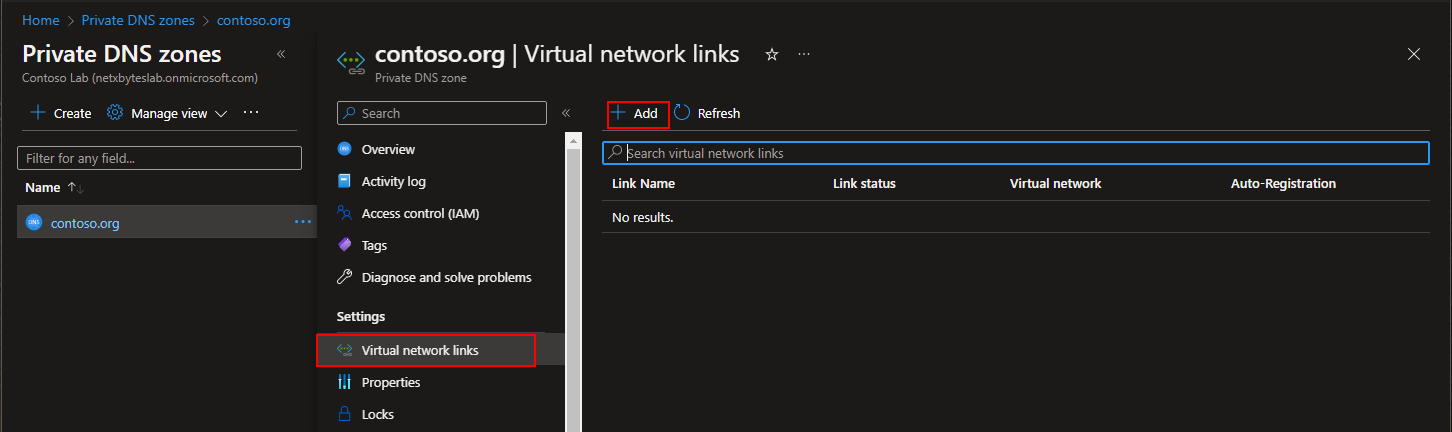 Home > Private DNS zones > contoso.org
Private DNS zones «
Contoso Lab (netxbyteslab.onmicrosoft.com)
+ Create Manage view ...
Filter for any field...
Name ↑↓
DNS contoso.org ...
contoso.org | Virtual network links ☆ ...
Private DNS zone
Search «
DNS Overview
Activity log
Access control (IAM)
Tags
Diagnose and solve problems
Settings
Virtual network links
Properties
Locks
+ Add Refresh
Search virtual network links
Link Name Link status Virtual network Auto-Registration
No results.